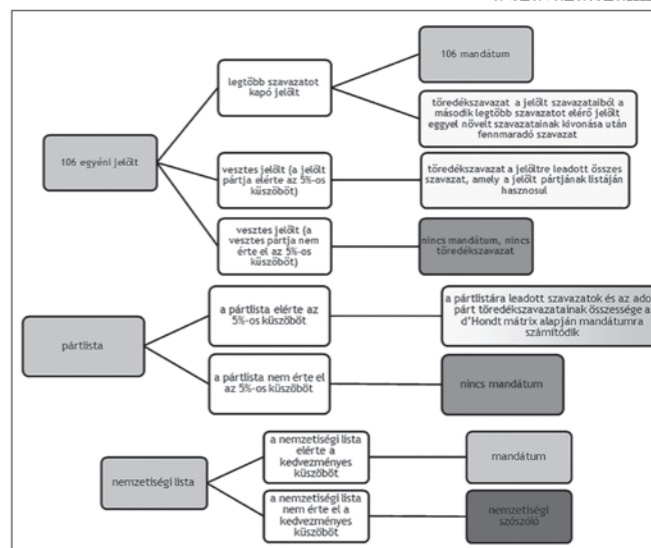 106 egyéni jelölt
legtöbb szavazatot
kapó jelölt
106 mandátum
töredékszavazat a jelölt szavazataiból a
második legtöbb szavazatot elérő jelölt
eggyel növelt szavazatainak kivonása után
fennmaradó szavazat
vesztes jelölt (a jelölt
pártja elérte az 5%-os
küszöböt)
töredékszavazat a jelöltre leadott összes
szavazat, amely a jelölt pártjának listáján
hasznosul
vesztes jelölt (a
vesztes pártja nem
érte el az 5%-os
küszöböt)
nincs mandátum, nincs
töredékszavazat
pártlista
a pártlista elérte az
5%-os küszöböt
a pártlistára leadott szavazatok és az ado
párt töredékszavazatainak összessége a
d'Hondt mátrix alapján mandátumra
számítódik
a pártlista nem érte el
az 5%-os küszöböt
nincs mandátum
nemzetiségi lista
a nemzetiségi lista
elérte a
kedvezményes
küszöböt
mandátum
a nemzetiségi lista
nem érte el a
kedvezményes
küszöböt
nemzetiségi
szószóló